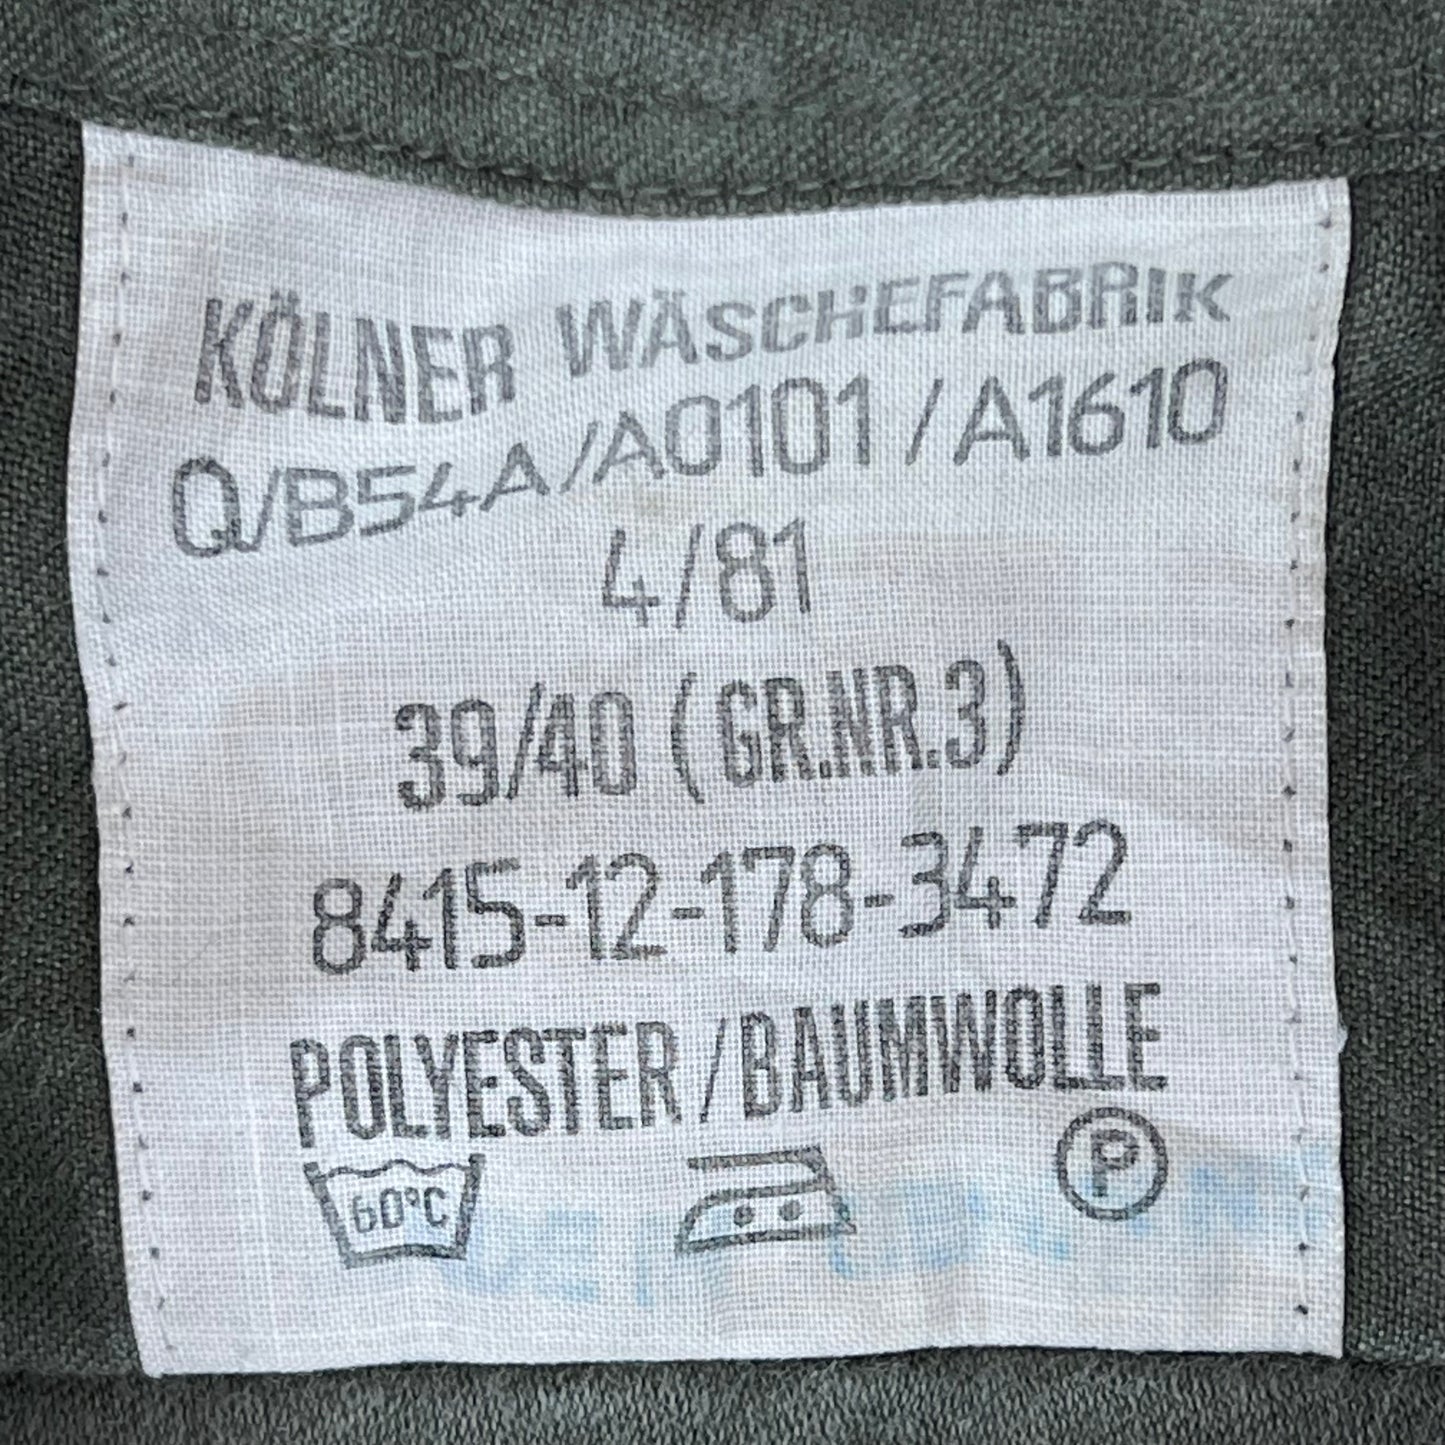 KÖLNER WÄSCHEFABRIK
Q/B54A/A0101/A1610
4/81
39/40 (GR.NR.3)
8415-12-178-3472
POLYESTER/BAUMWOLLE
60°C P